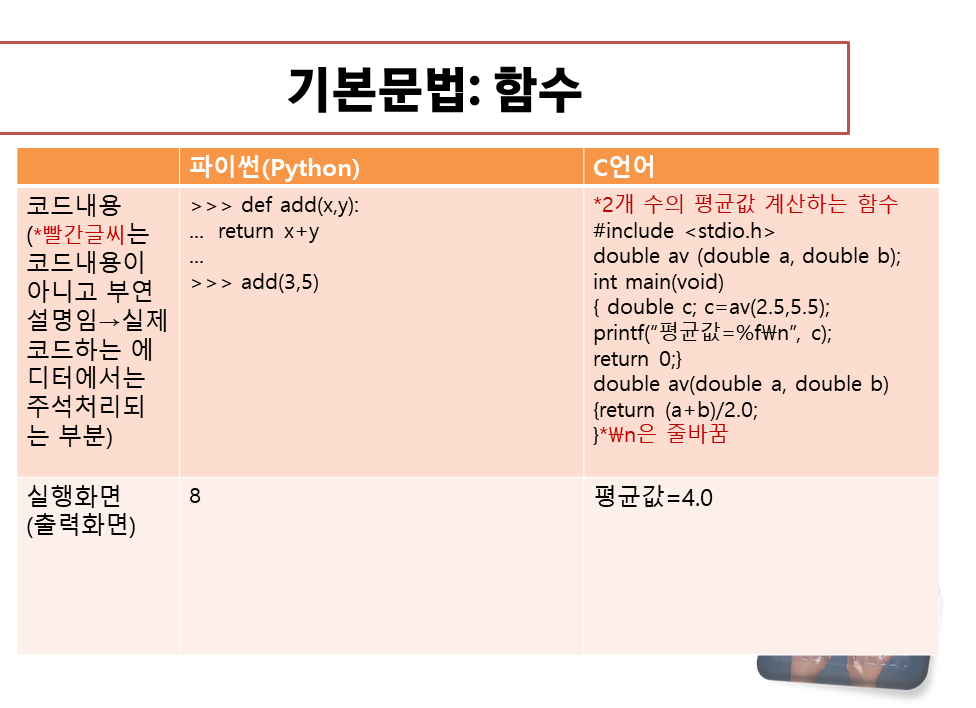 기본문법: 함수
파이썬(Python)
C언어
코드내용
(*빨간글씨는
코드내용이
아니고 부연
설명임→실제
코드하는 에
디터에서는
주석처리되
는 부분)
>>> def add(x,y):
... return x+y
...
>>> add(3,5)
*2개 수의 평균값 계산하는 함수
#include <stdio.h>
double av (double a, double b);
int main(void)
{ double c; c=av(2.5,5.5);
printf(“평균값=%f₩n”, c);
return 0;}
double av(double a, double b)
{return (a+b)/2.0;
}*₩n은 줄바꿈
실행화면
(출력화면)
8
평균값=4.0